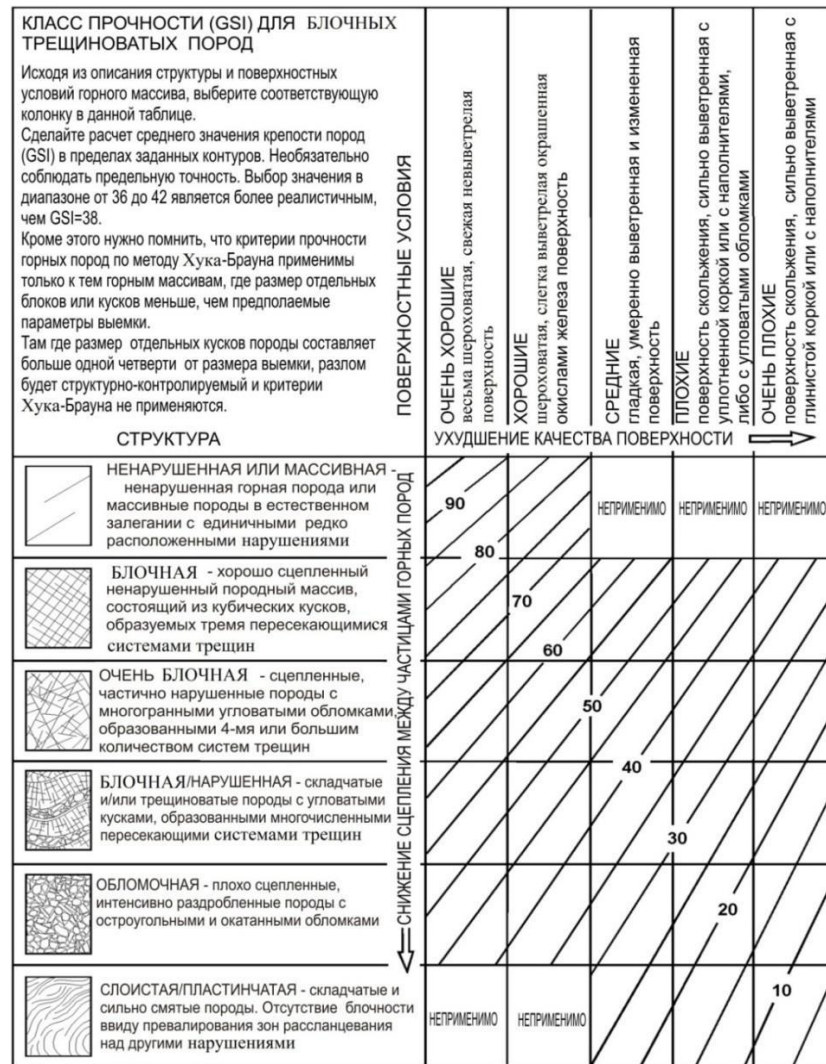 КЛАСС ПРОЧНОСТИ (GSI) ДЛЯ БЛОЧНЫХ
ТРЕЩИНОВАТЫХ ПОРОД
Исходя из описания структуры и поверхностных
условий горного массива, выберите соответствующую
колонку в данной таблице.
Сделайте расчет среднего значения крепости пород
(GSI) в пределах заданных контуров. Необязательно
соблюдать предельную точность. Выбор значения в
диапазоне от 36 до 42 является более реалистичным,
чем GSI=38.
Кроме этого нужно помнить, что критерии прочности
горных пород по методу Хука-Брауна применимы
только к тем горным массивам, где размер отдельных
блоков или кусков меньше, чем предполаемые
параметры выемки.
Там где размер отдельных кусков породы составляет
больше одной четверти от размера выемки, разлом
будет структурно-контролируемый и критерии
Хука-Брауна не применяются.
СТРУКТУРА
ПОВЕРХНОСТНЫЕ УСЛОВИЯ
ОЧЕНЬ ХОРОШИЕ
весьма шероховатая, свежая невыветрелая
поверхность
ХОРОШИЕ
шероховатая, слегка выветрелая окрашенная
окислами железа поверхность
СРЕДНИЕ
гладкая, умеренно выветренная и измененная
поверхность
ПЛОХИЕ
поверхность скольжения, сильно выветренная с
уплотненной коркой или с наполнителями,
либо с угловатыми обломками
ОЧЕНЬ ПЛОХИЕ
поверхность скольжения, сильно выветренная с
глинистой коркой или с наполнителями
УХУДШЕНИЕ КАЧЕСТВА ПОВЕРХНОСТИ
СНИЖЕНИЕ СЦЕПЛЕНИЯ МЕЖДУ ЧАСТИЦАМИ ГОРНЫХ ПОРОД
НЕНАРУШЕННАЯ ИЛИ МАССИВНАЯ -
ненарушенная горная порода или
массивные породы в естественном
залегании с единичными редко
расположенными нарушениями
90
80
НЕПРИМЕНИМО
НЕПРИМЕНИМО
НЕПРИМЕНИМО
БЛОЧНАЯ - хорошо сцепленный
ненарушенный породный массив,
состоящий из кубических кусков,
образуемых тремя пересекающимися
системами трещин
70
60
ОЧЕНЬ БЛОЧНАЯ - сцепленные,
частично нарушенные породы с
многогранными угловатыми обломками,
образованными 4-мя или большим
количеством систем трещин
50
40
БЛОЧНАЯ/НАРУШЕННАЯ - складчатые
и/или трещиноватые породы с угловатыми
кусками, образованными многочисленными
пересекающими системами трещин
30
ОБЛОМОЧНАЯ - плохо сцепленные,
интенсивно раздробленные породы с
остроугольными и окатанными обломками
20
СЛОИСТАЯ/ПЛАСТИНЧАТАЯ - складчатые и
сильно смятые породы. Отсутствие блочности
ввиду превалирования зон рассланцевания
над другими нарушениями
НЕПРИМЕНИМО
НЕПРИМЕНИМО
10